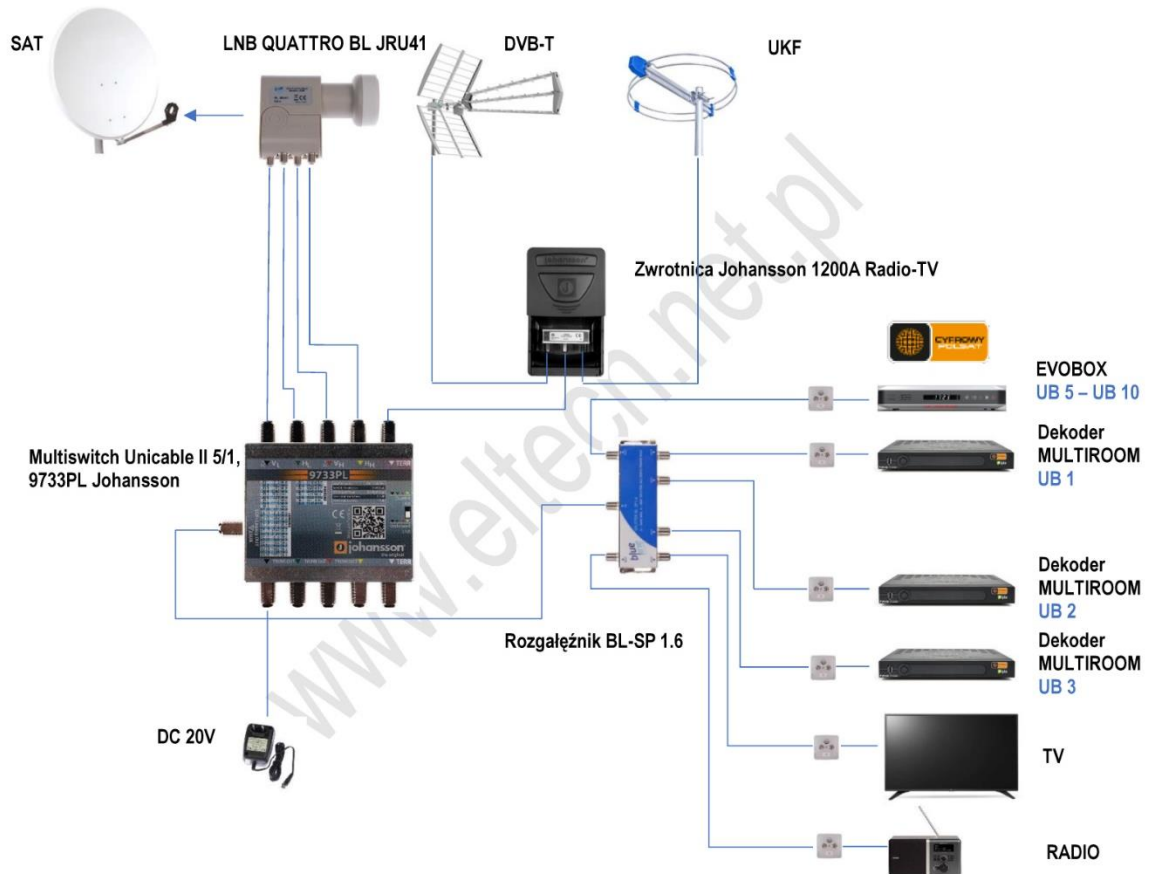 SAT
LNB QUATTRO BL JRU41
DVB-T
UKF
Zwrotnica Johansson 1200A Radio-TV
CYFROWY
POLSAT
EVOBOX
UB 5 – UB 10
Dekoder
MULTIROOM
UB 1
Multiswitch Unicable II 5/1,
9733PL Johansson
9733PL
johansson
blue
Dekoder
MULTIROOM
UB 2
Rozgałęźnik BL-SP 1.6
Dekoder
MULTIROOM
UB 3
DC 20V
TV
RADIO
www.eltecn.net.pl